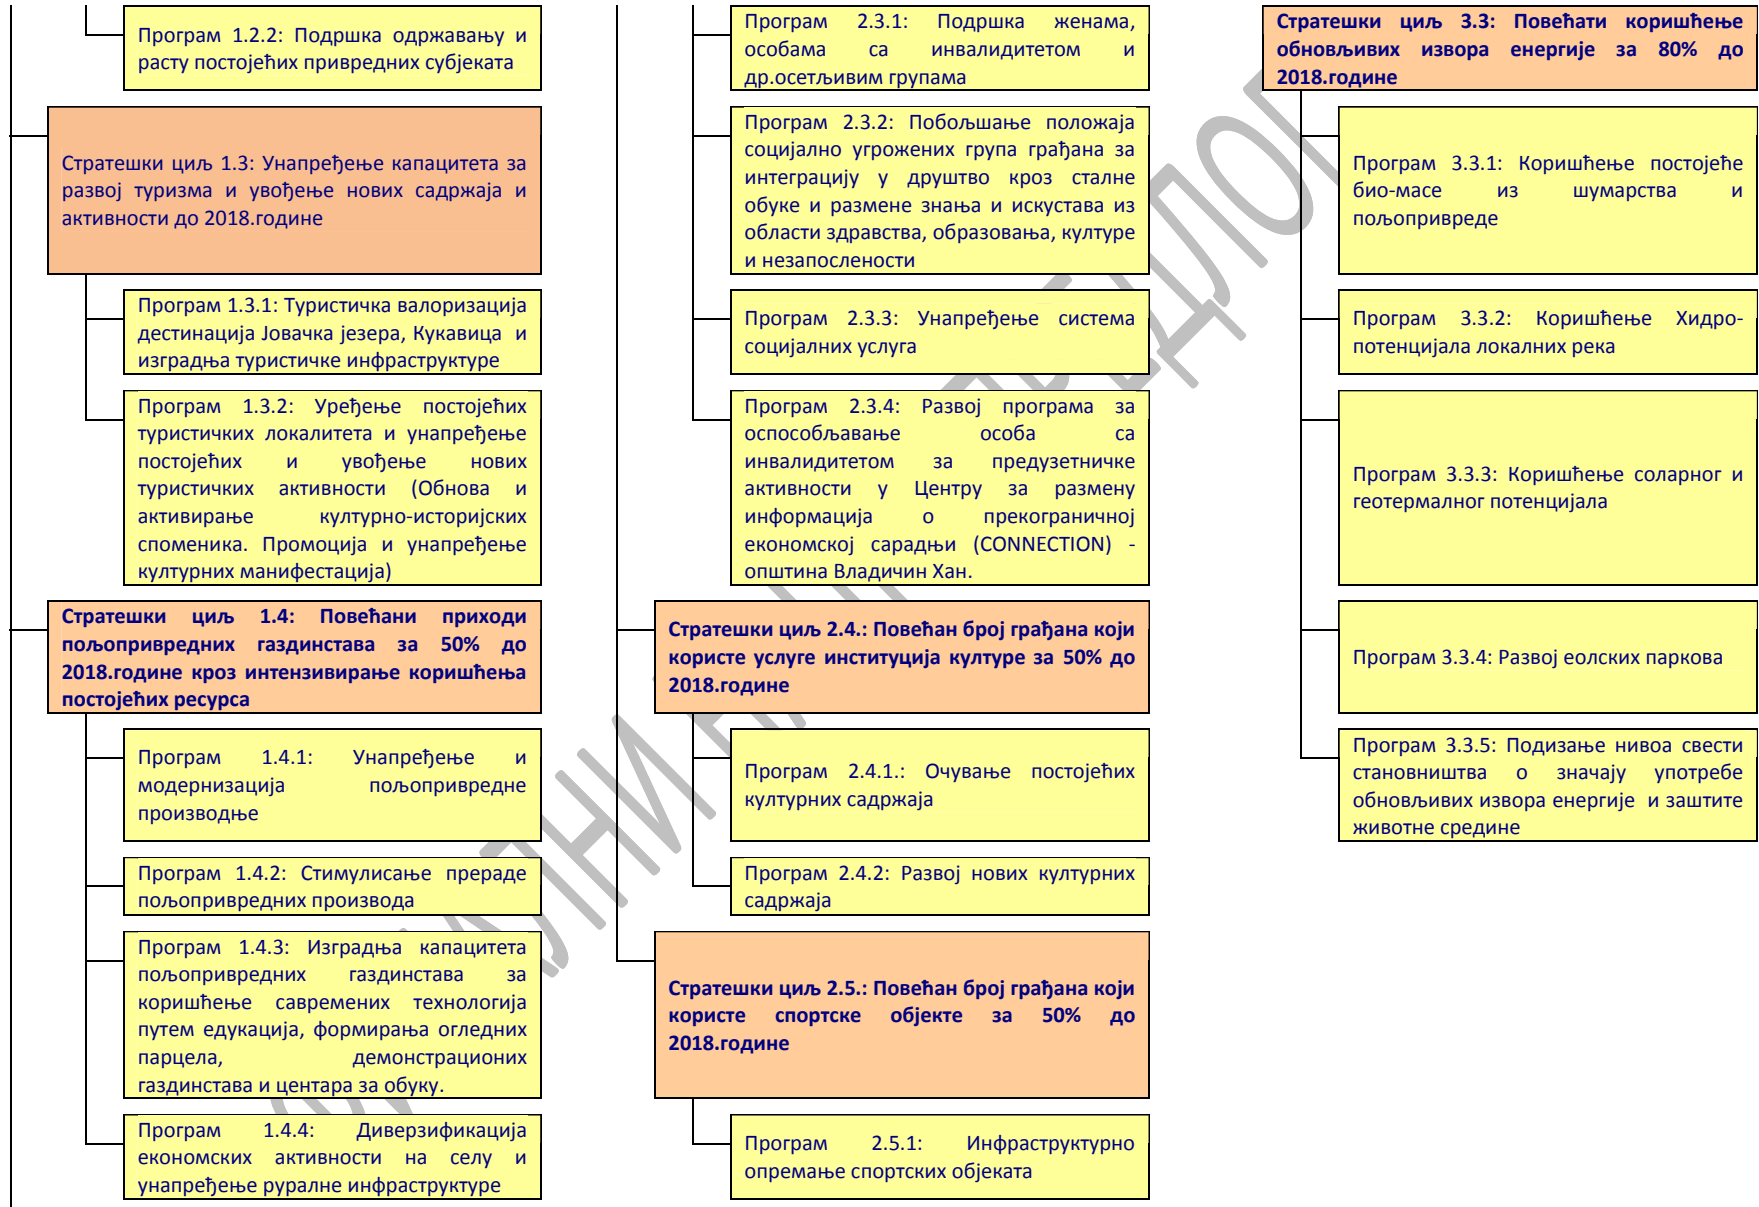 Програм 1.2.2: Подршка одржавању и
расту постојећих привредних субјеката
Стратешки циљ 1.3: Унапређење капацитета за
развој туризма и увођење нових садржаја и
активности до 2018.године
Програм 1.3.1: Туристичка валоризација
дестинација Јовачка језера, Кукавица и
изградња туристичке инфраструктуре
Програм 1.3.2: Уређење постојећих
туристичких локалитета и унапређење
постојећих и увођење нових
туристичких активности (Обнова и
активирање културно-историјских
споменика. Промоција и унапређење
културних манифестација)
Стратешки циљ 1.4: Повећани приходи
пољопривредних газдинстава за 50% до
2018.године кроз интензивирање коришћења
постојећих ресурса
Програм 1.4.1: Унапређење и
модернизација пољопривредне
производње
Програм 1.4.2: Стимулисање прераде
пољопривредних производа
Програм 1.4.3: Изградња капацитета
пољопривредних газдинстава за
коришћење савремених технологија
путем едукација, формирања огледних
парцела, демонстрационих
газдинстава и центара за обуку.
Програм 1.4.4: Диверзификација
економских активности на селу и
унапређење руралне инфраструктуре
Програм 2.3.1: Подршка женама,
особама са инвалидитетом и
др.осетљивим групама
Програм 2.3.2: Побољшање положаја
социјално угрожених група грађана за
интеграцију у друштво кроз сталне
обуке и размене знања и искустава из
области здравства, образовања, културе
и незапослености
Програм 2.3.3: Унапређење система
социјалних услуга
Програм 2.3.4: Развој програма за
оспособљавање особа са
инвалидитетом за предузетничке
активности у Центру за размену
информација о прекограничној
економској сарадњи (CONNECTION) -
општина Владичин Хан.
Стратешки циљ 2.4.: Повећан број грађана који
користе услуге институција културе за 50% до
2018.године
Програм 2.4.1.: Очување постојећих
културних садржаја
Програм 2.4.2: Развој нових културних
садржаја
Стратешки циљ 2.5.: Повећан број грађана који
користе спортске објекте за 50% до
2018.године
Програм 2.5.1: Инфраструктурно
опремање спортских објеката
Стратешки циљ 3.3: Повећати коришћење
обновљивих извора енергије за 80% до
2018.године
Програм 3.3.1: Коришћење постојеће
био-масе из шумарства и
пољопривреде
Програм 3.3.2: Коришћење Хидро-
потенцијала локалних река
Програм 3.3.3: Коришћење соларног и
геотермалног потенцијала
Програм 3.3.4: Развој еолских паркова
Програм 3.3.5: Подизање нивоа свести
становништва о значају употребе
обновљивих извора енергије и заштите
животне средине